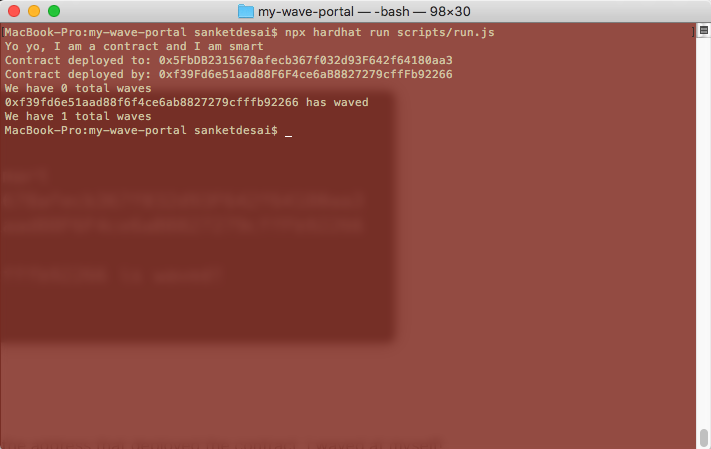 my-wave-portal — -bash — 98×30
[MacBook-Pro:my-wave-portal sanketdesai$ npx hardhat run scripts/run.js ]
Yo yo, I am a contract and I am smart
Contract deployed to: 0x5FbDB2315678afecb367f032d93F642f64180aa3
Contract deployed by: 0xf39Fd6e51aad88F6F4ce6aB8827279cffFb92266
We have 0 total waves
0xf39fd6e51aad88f6f4ce6ab8827279cfffb92266 has waved
We have 1 total waves
MacBook-Pro:my-wave-portal sanketdesai$ _